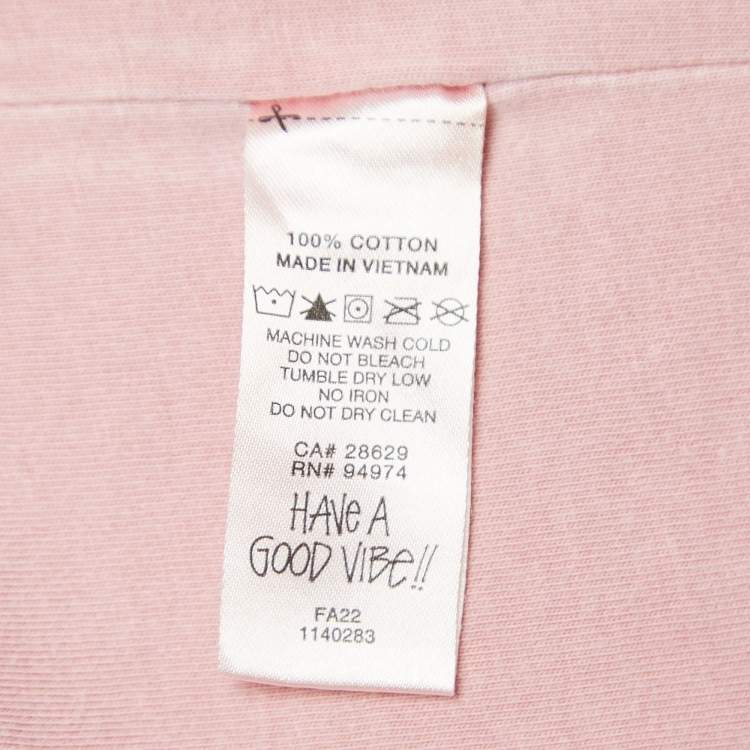 100% COTTON
MADE IN VIETNAM
MACHINE WASH COLD
DO NOT BLEACH
TUMBLE DRY LOW
NO IRON
DO NOT DRY CLEAN
CA# 28629
RN# 94974
HAVE A
GOOD VIBE!!
FA22
1140283